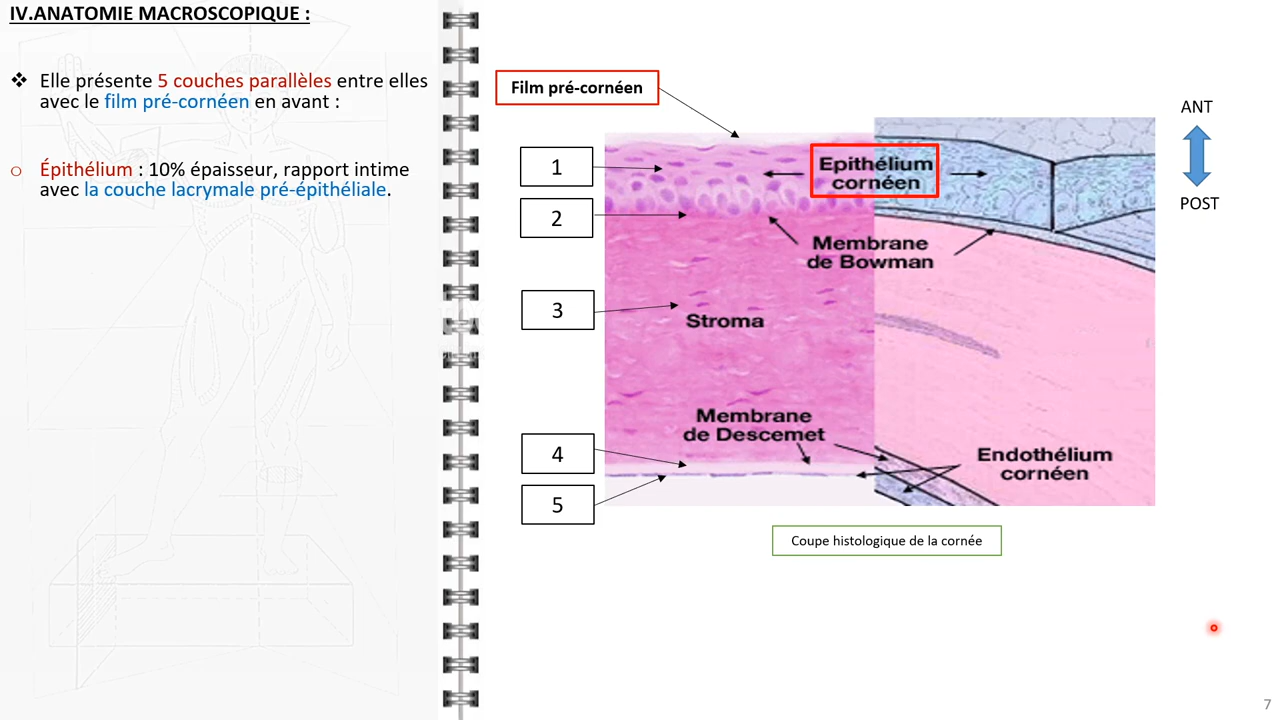 IV.ANATOMIE MACROSCOPIQUE :
❖ Elle présente 5 couches parallèles entre elles
avec le film pré-cornéen en avant :
o Épithélium : 10% épaisseur, rapport intime
avec la couche lacrymale pré-épithéliale.
Film pré-cornéen
ANT
POST
1
Epithélium
cornéen
2
Membrane
de Bowman
3
Stroma
Membrane
de Descemet
4
Endothélium
cornéen
5
Coupe histologique de la cornée
7